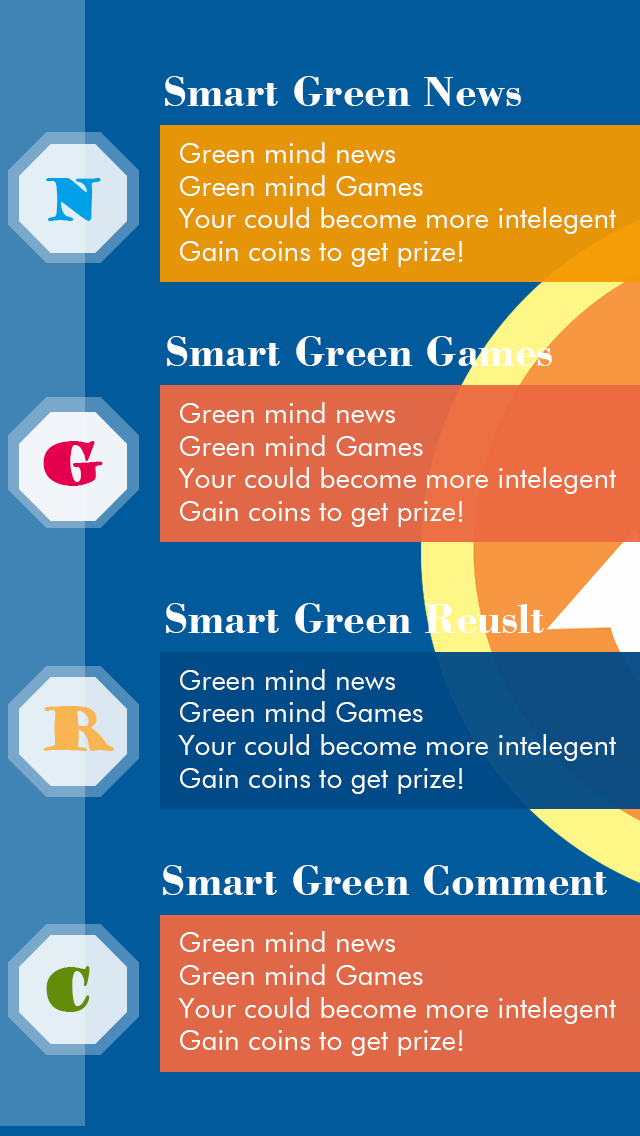 Smart Green News
N
Green mind news
Green mind Games
Your could become more intelegent
Gain coins to get prize!
Smart Green Games
G
Green mind news
Green mind Games
Your could become more intelegent
Gain coins to get prize!
Smart Green Reuslt
R
Green mind news
Green mind Games
Your could become more intelegent
Gain coins to get prize!
Smart Green Comment
C
Green mind news
Green mind Games
Your could become more intelegent
Gain coins to get prize!